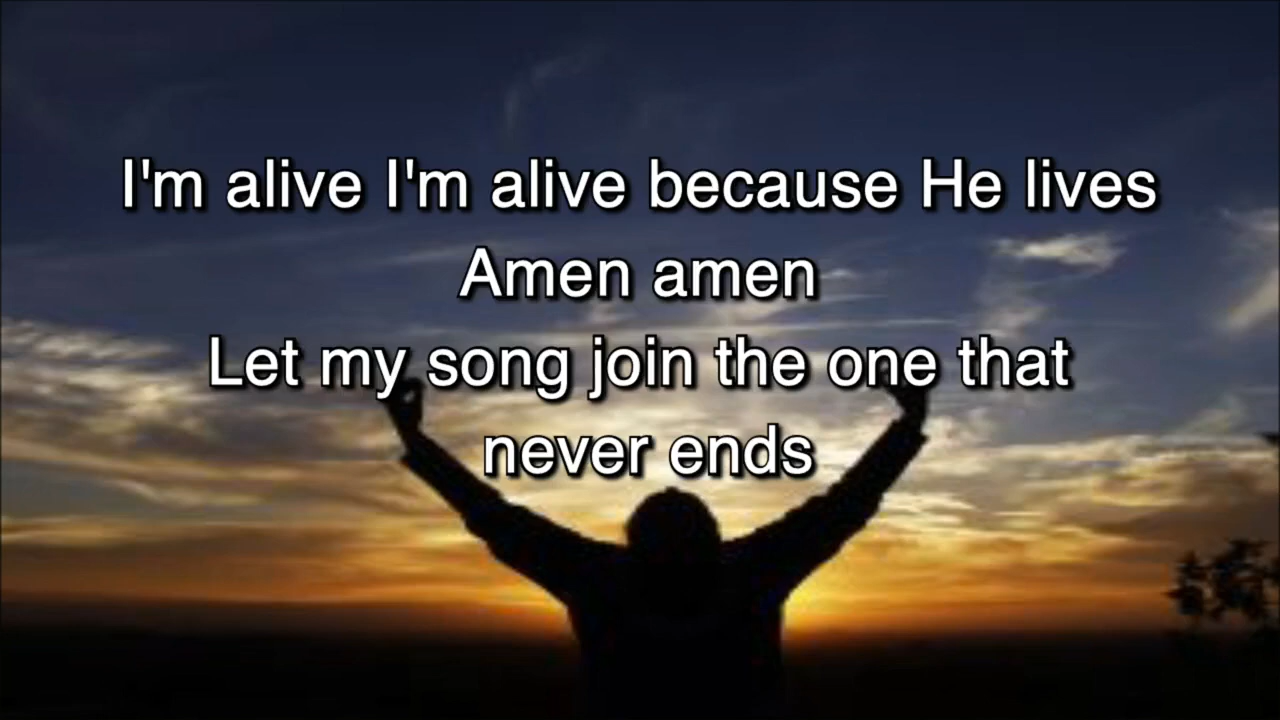 I'm alive I'm alive because He lives
Amen amen
Let my song join the one that
never ends